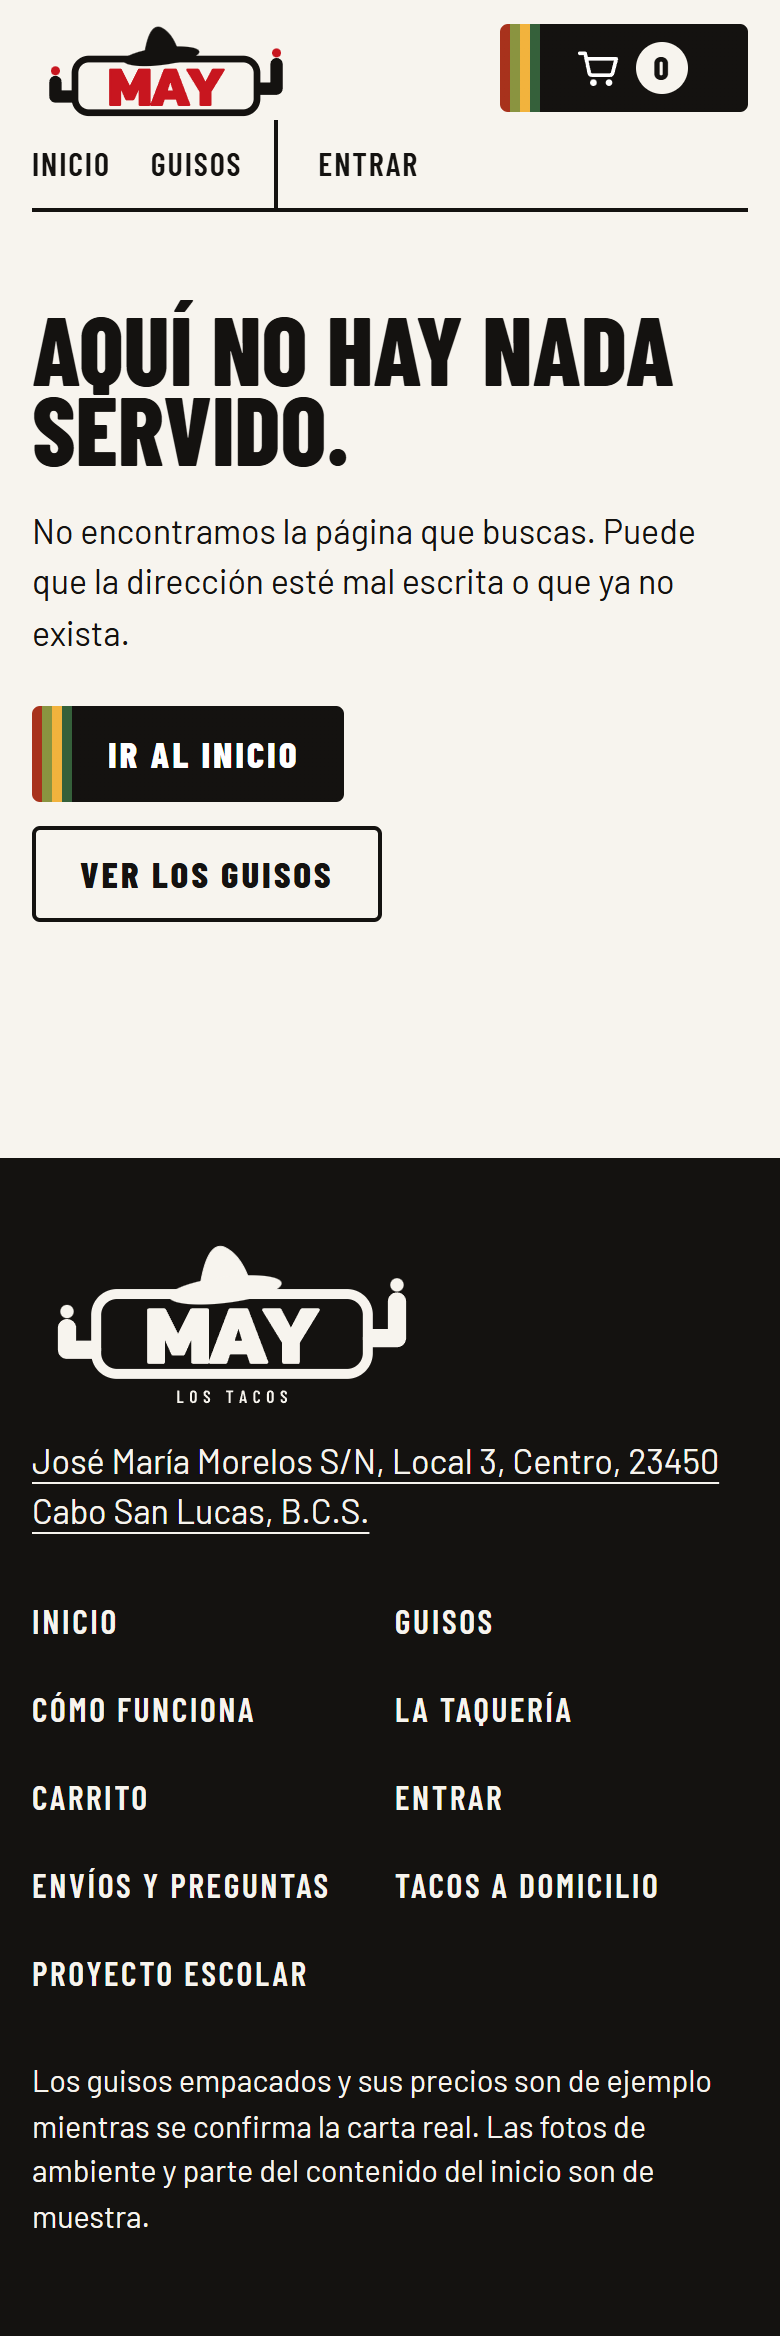 MAY
0
INICIO GUISOS ENTRAR
AQUÍ NO HAY NADA
SERVIDO.
No encontramos la página que buscas. Puede
que la dirección esté mal escrita o que ya no
exista.
IR AL INICIO
VER LOS GUISOS
MAY
LOS TACOS
José María Morelos S/N, Local 3, Centro, 23450
Cabo San Lucas, B.C.S.
INICIO GUISOS
CÓMO FUNCIONA LA TAQUERÍA
CARRITO ENTRAR
ENVÍOS Y PREGUNTAS TACOS A DOMICILIO
PROYECTO ESCOLAR
Los guisos empacados y sus precios son de ejemplo
mientras se confirma la carta real. Las fotos de
ambiente y parte del contenido del inicio son de
muestra.